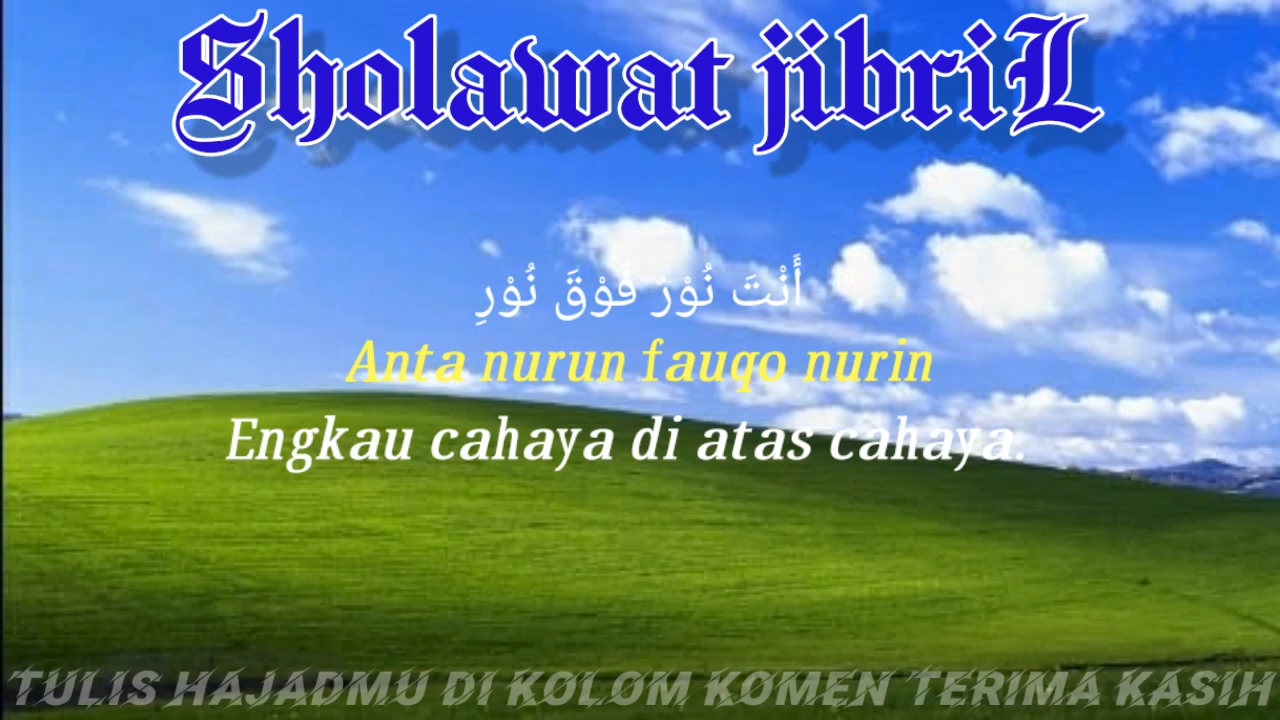 Sholawat jibriL
أَنْتَ نُوْرٌ فَوْقَ نُوْرِ
Anta nurun fauqo nurin
Engkau cahaya di atas cahaya.
TULIS HAJADMU DI KOLOM KOMEN TERIMA KASIH